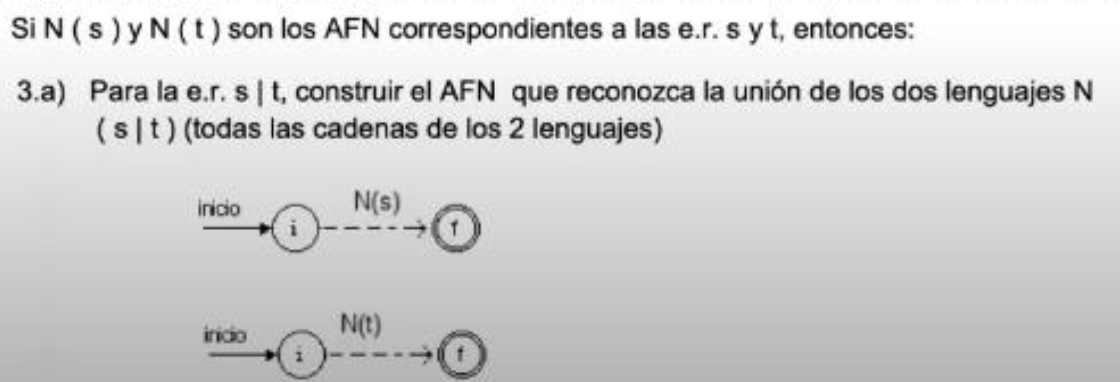 Si N ( s ) y N ( t ) son los AFN correspondientes a las e.r. s y t, entonces:
3.a) Para la e.r. s | t, construir el AFN que reconozca la unión de los dos lenguajes N
( s | t ) (todas las cadenas de los 2 lenguajes)
inicio i N(s) f
inicio i N(t) f